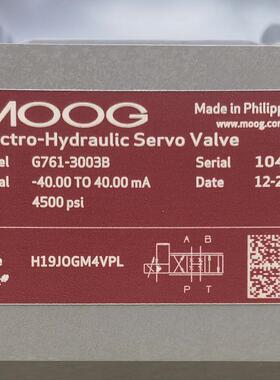 MOOG
Made in Philipp
www.moog.com
ctro-Hydraulic Servo Valve
el G761-3003B Serial 104
al -40.00 TO 40.00 mA Date 12-2
4500 psi
e H19JOGM4VPL
#
A B
P T